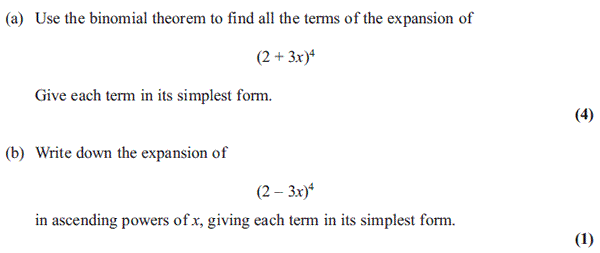 (a) Use the binomial theorem to find all the terms of the expansion of
(2 + 3x)⁴
Give each term in its simplest form.
(4)
(b) Write down the expansion of
(2 – 3x)⁴
in ascending powers of x, giving each term in its simplest form.
(1)